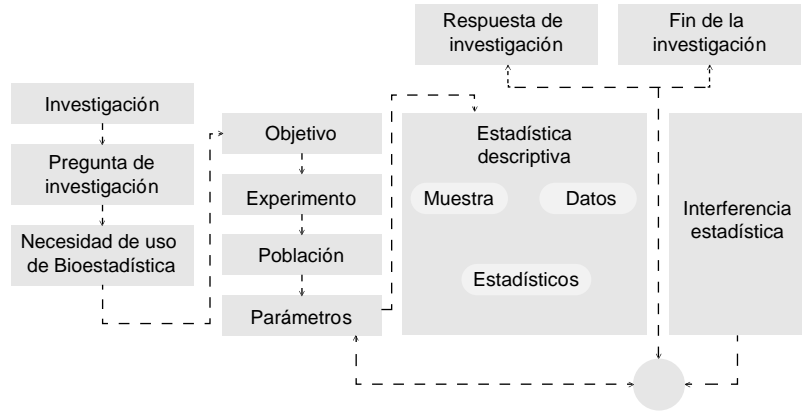 Respuesta de
investigación
Fin de la
investigación
Investigación
Pregunta de
investigación
Necesidad de uso
de Bioestadística
Objetivo
Experimento
Población
Parámetros
Estadística
descriptiva
Muestra
Datos
Estadísticos
Interferencia
estadística